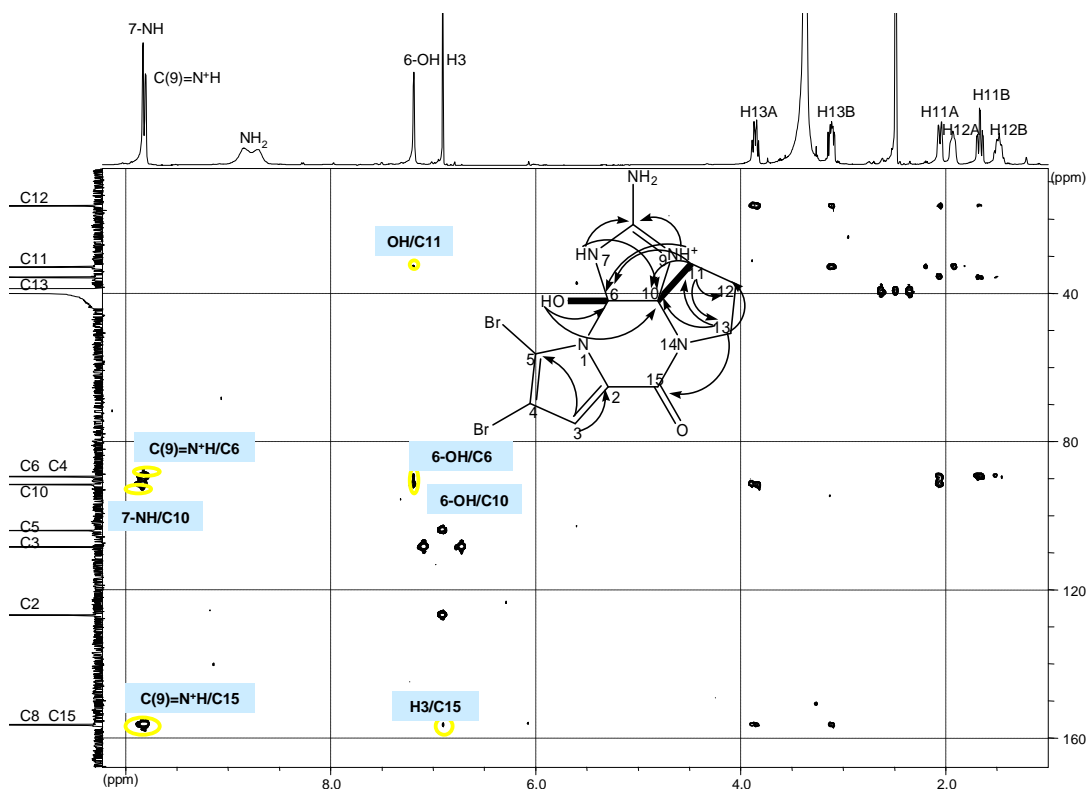 7-NH
C(9)=N⁺H
NH₂
6-OH H3
H13A
H13B
H11A
H12A
H11B
H12B
(ppm)
C12
C11
C13
C6 C4
C10
C5
C3
C2
C8 C15
OH/C11
C(9)=N⁺H/C6
7-NH/C10
6-OH/C6
6-OH/C10
C(9)=N⁺H/C15
H3/C15
NH₂
HN
7
9
NH⁺
11
HO
6
10
12
13
Br
N
1
14
N
5
15
2
4
3
Br
O
40
80
120
160
(ppm)
8.0
6.0
4.0
2.0